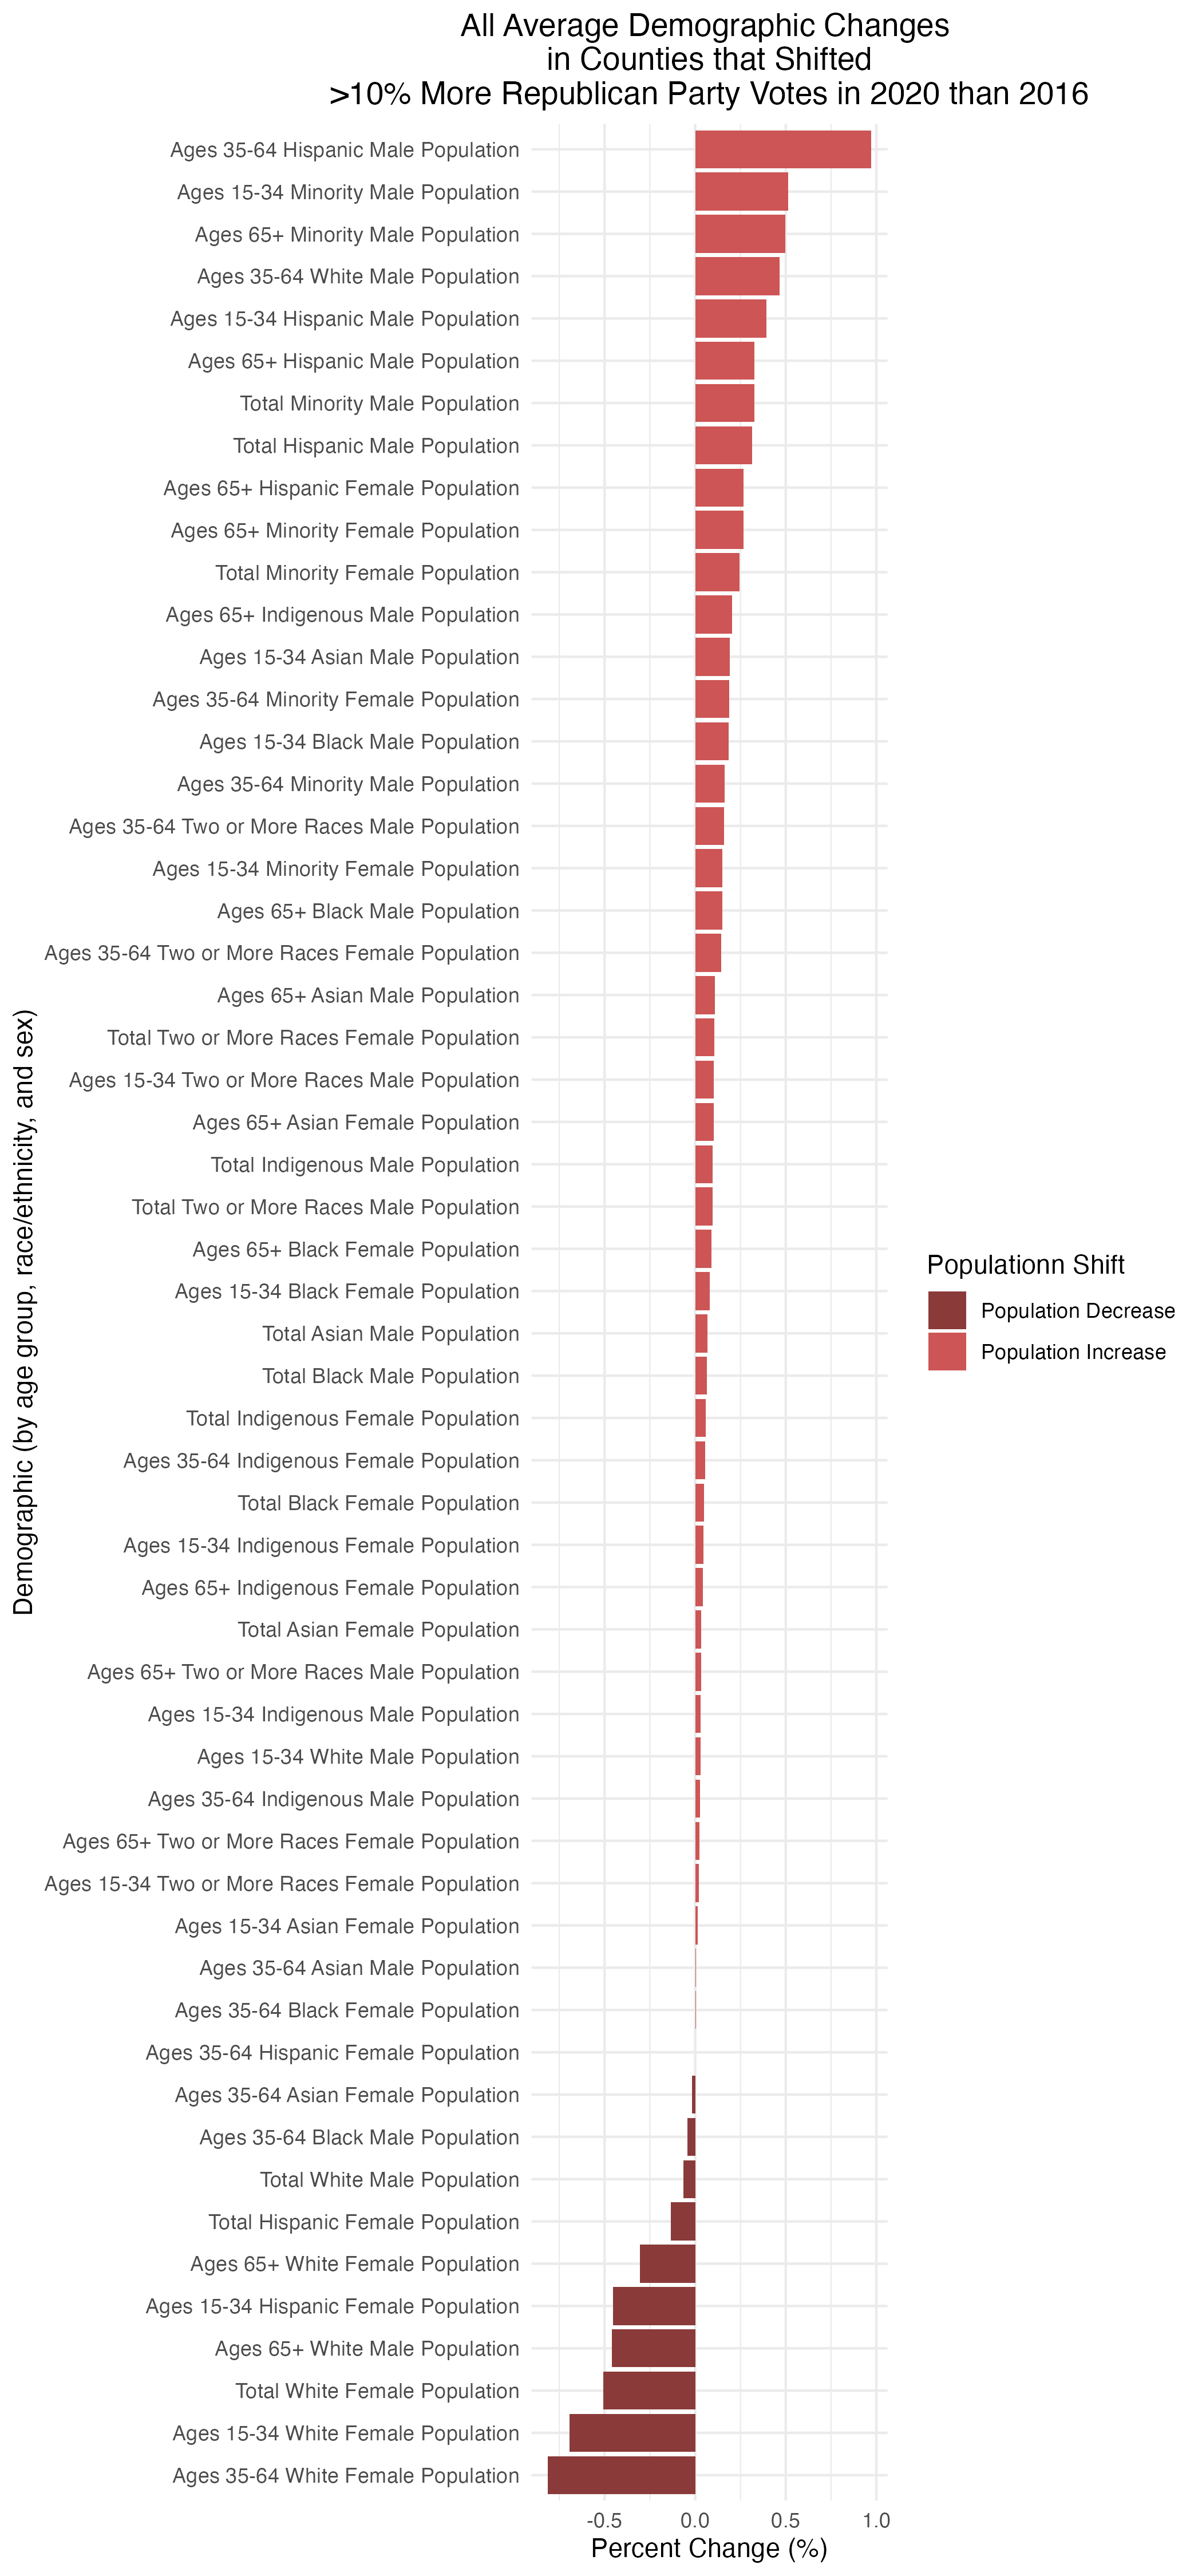 All Average Demographic Changes
in Counties that Shifted
>10% More Republican Party Votes in 2020 than 2016
Ages 35-64 Hispanic Male Population
Ages 15-34 Minority Male Population
Ages 65+ Minority Male Population
Ages 35-64 White Male Population
Ages 15-34 Hispanic Male Population
Ages 65+ Hispanic Male Population
Total Minority Male Population
Total Hispanic Male Population
Ages 65+ Hispanic Female Population
Ages 65+ Minority Female Population
Total Minority Female Population
Ages 65+ Indigenous Male Population
Ages 15-34 Asian Male Population
Ages 35-64 Minority Female Population
Ages 15-34 Black Male Population
Ages 35-64 Minority Male Population
Ages 35-64 Two or More Races Male Population
Ages 15-34 Minority Female Population
Ages 65+ Black Male Population
Ages 35-64 Two or More Races Female Population
Ages 65+ Asian Male Population
Total Two or More Races Female Population
Ages 15-34 Two or More Races Male Population
Ages 65+ Asian Female Population
Total Indigenous Male Population
Total Two or More Races Male Population
Ages 65+ Black Female Population
Ages 15-34 Black Female Population
Total Asian Male Population
Total Black Male Population
Total Indigenous Female Population
Ages 35-64 Indigenous Female Population
Total Black Female Population
Ages 15-34 Indigenous Female Population
Ages 65+ Indigenous Female Population
Total Asian Female Population
Ages 65+ Two or More Races Male Population
Ages 15-34 Indigenous Male Population
Ages 15-34 White Male Population
Ages 35-64 Indigenous Male Population
Ages 65+ Two or More Races Female Population
Ages 15-34 Two or More Races Female Population
Ages 15-34 Asian Female Population
Ages 35-64 Asian Male Population
Ages 35-64 Black Female Population
Ages 35-64 Hispanic Female Population
Ages 35-64 Asian Female Population
Ages 35-64 Black Male Population
Total White Male Population
Total Hispanic Female Population
Ages 65+ White Female Population
Ages 15-34 Hispanic Female Population
Ages 65+ White Male Population
Total White Female Population
Ages 15-34 White Female Population
Ages 35-64 White Female Population
Demographic (by age group, race/ethnicity, and sex)
-0.5 0.0 0.5 1.0
Percent Change (%)
Populationn Shift
Population Decrease
Population Increase